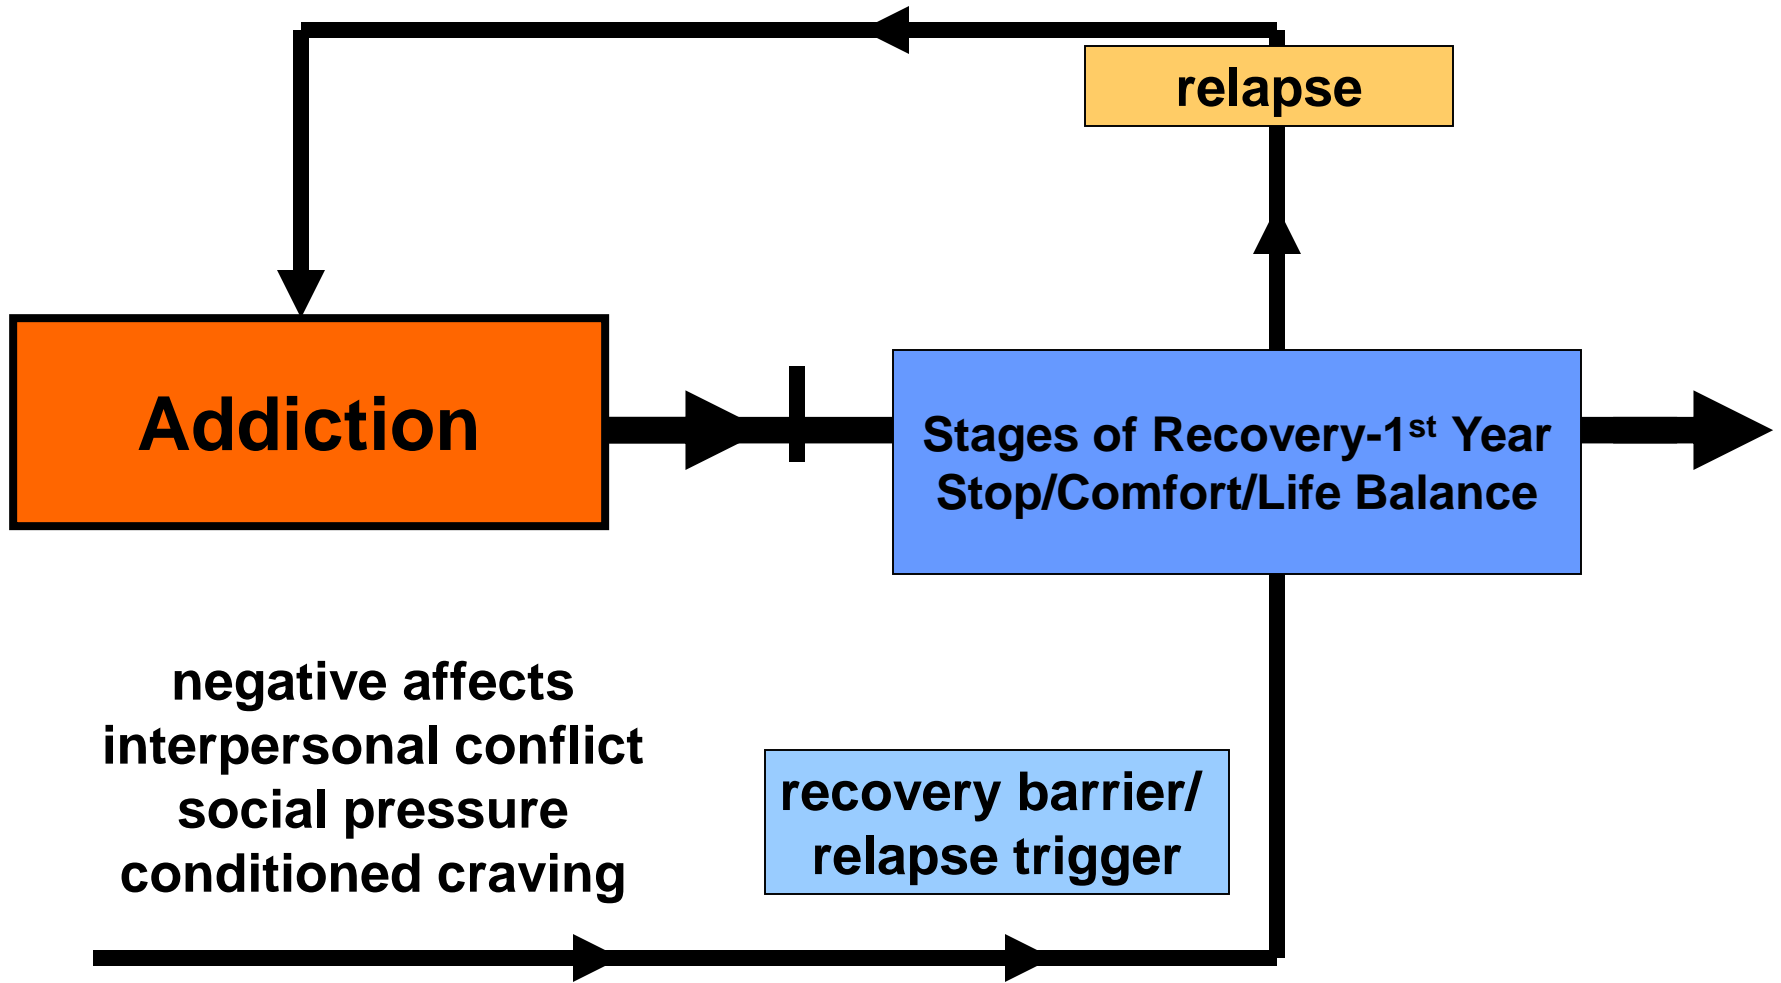 relapse
Addiction
Stages of Recovery-1st Year
Stop/Comfort/Life Balance
negative affects
interpersonal conflict
social pressure
conditioned craving
recovery barrier/
relapse trigger